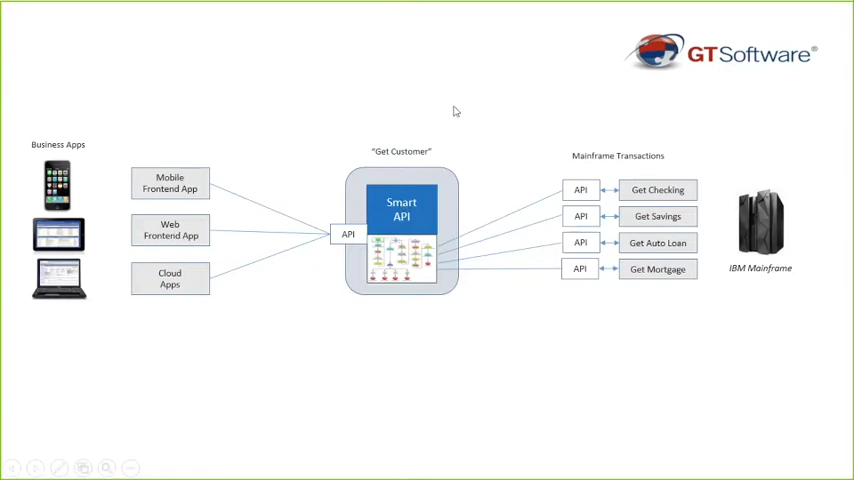 GTSoftware®
Business Apps
Mobile
Frontend App
Web
Frontend App
Cloud
Apps
"Get Customer"
Smart
API
API
Mainframe Transactions
API
Get Checking
API
Get Savings
API
Get Auto Loan
API
Get Mortgage
IBM Mainframe